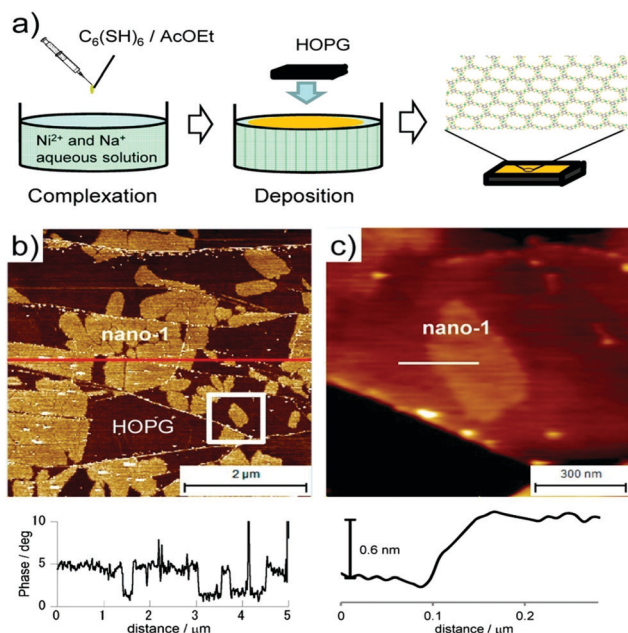 a)
C₆(SH)₆ / AcOEt
HOPG
Ni²⁺ and Na⁺
aqueous solution
Complexation
Deposition
b)
nano-1
HOPG
2 μm
c)
nano-1
300 nm
10
5
0
Phase / deg
0 1 2 3 4 5
distance / μm
0.6 nm
0 0.1 0.2
distance / μm